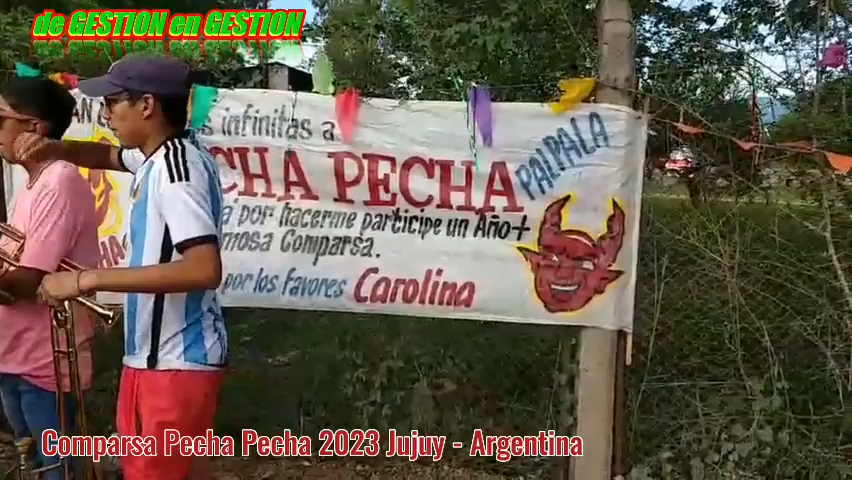 de GESTION en GESTION
infinitas a
CHA PECHA
PALPALA
a por hacerme participe un Año+
mosa Comparsa.
por los Favores Carolina
Comparsa Pecha Pecha 2023 Jujuy - Argentina